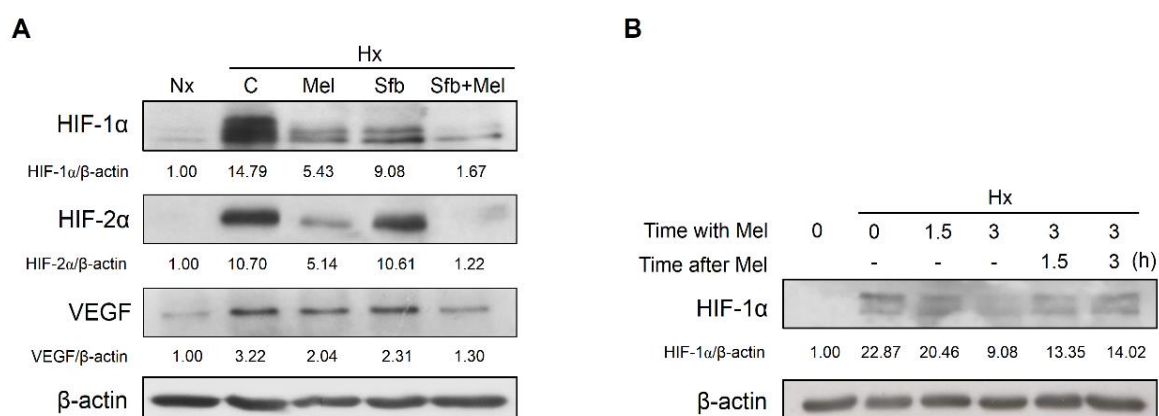 A
Hx
Nx C Mel Sfb Sfb+Mel
HIF-1α
HIF-1α/β-actin 1.00 14.79 5.43 9.08 1.67
HIF-2α
HIF-2α/β-actin 1.00 10.70 5.14 10.61 1.22
VEGF
VEGF/β-actin 1.00 3.22 2.04 2.31 1.30
β-actin
B
Hx
Time with Mel 0 0 1.5 3 3 3
Time after Mel - - - 1.5 3 (h)
HIF-1α
HIF-1α/β-actin 1.00 22.87 20.46 9.08 13.35 14.02
β-actin